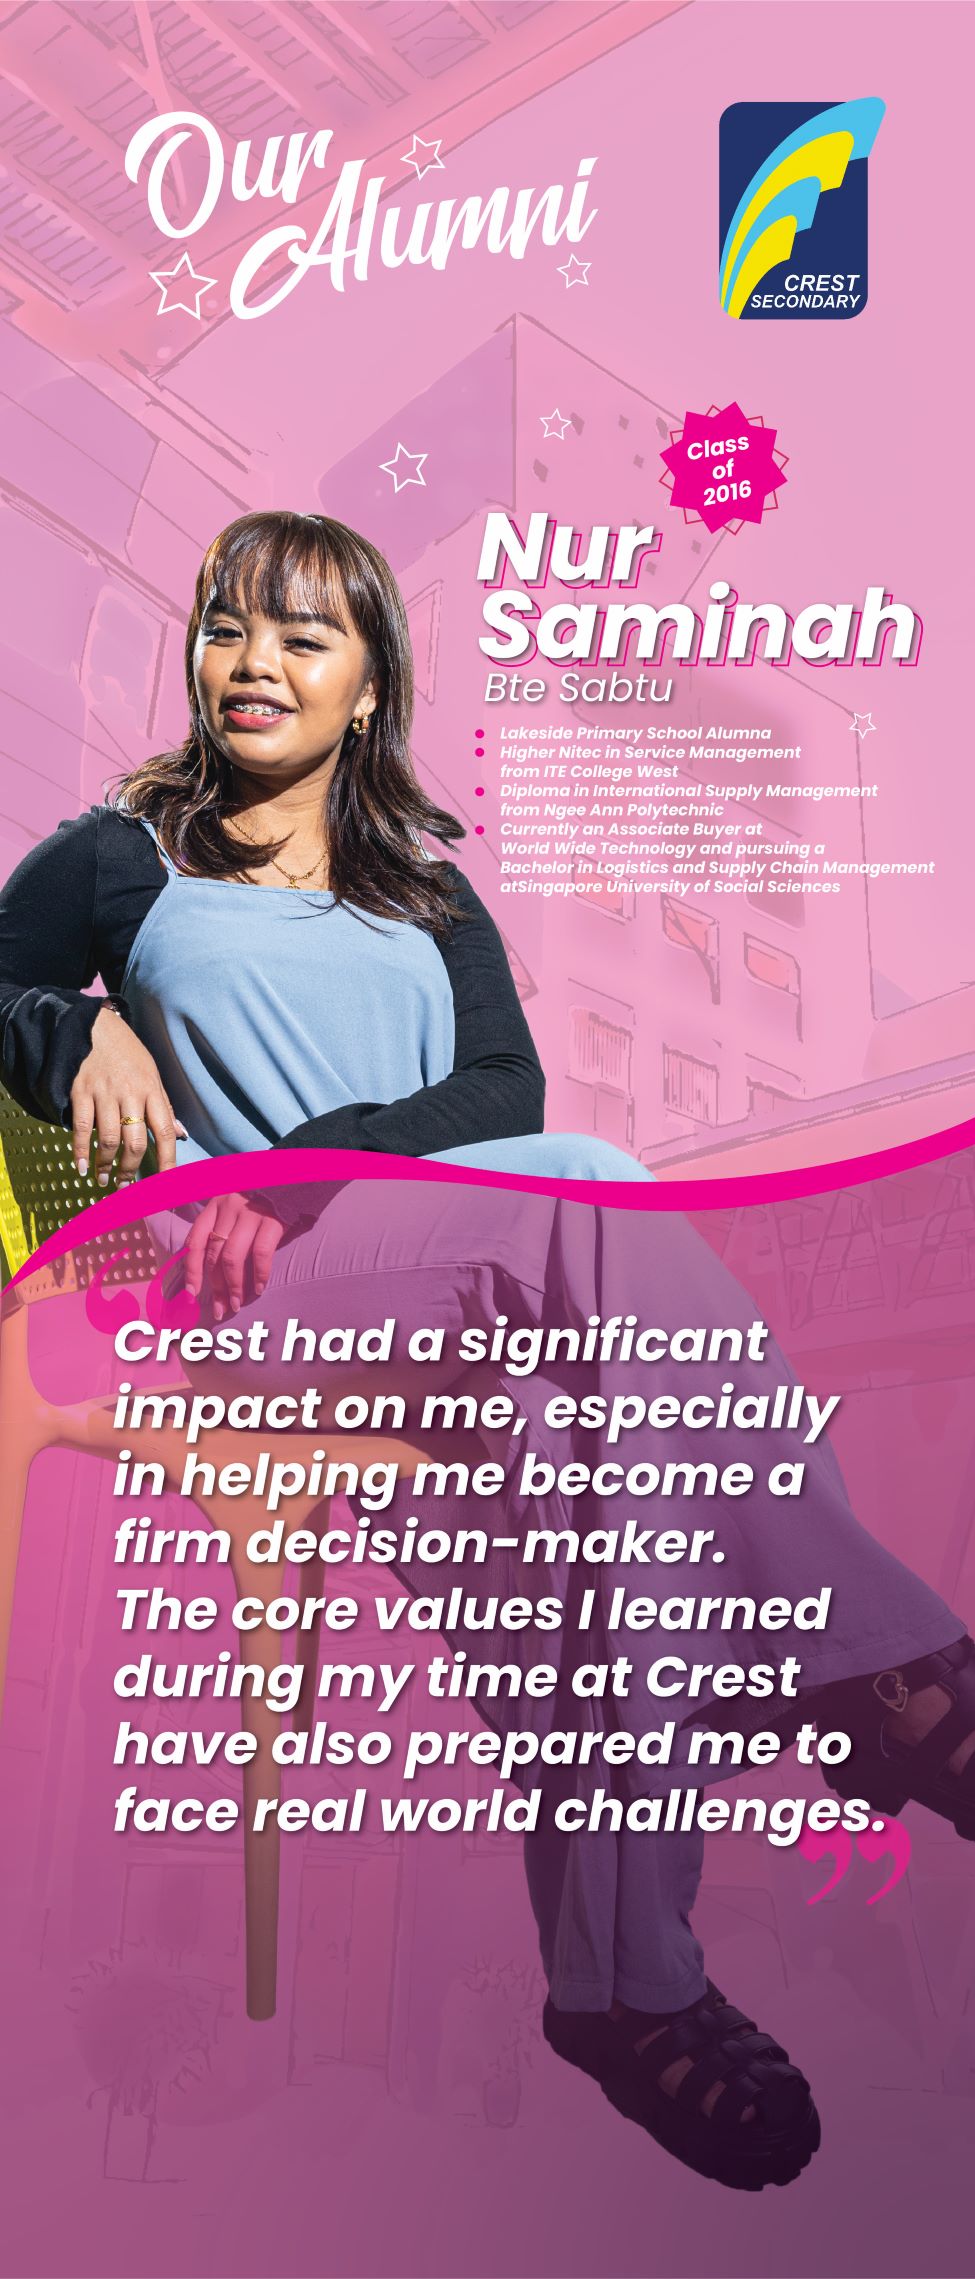 Our
Alumni
CREST
SECONDARY
Class
of
2016
Nur
Saminah
Bte Sabtu
Lakeside Primary School Alumna
Higher Nitec in Service Management
from ITE College West
Diploma in International Supply Management
from Ngee Ann Polytechnic
Currently an Associate Buyer at
World Wide Technology and pursuing a
Bachelor in Logistics and Supply Chain Management
atSingapore University of Social Sciences
“Crest had a significant
impact on me, especially
in helping me become a
firm decision-maker.
The core values I learned
during my time at Crest
have also prepared me to
face real world challenges.”